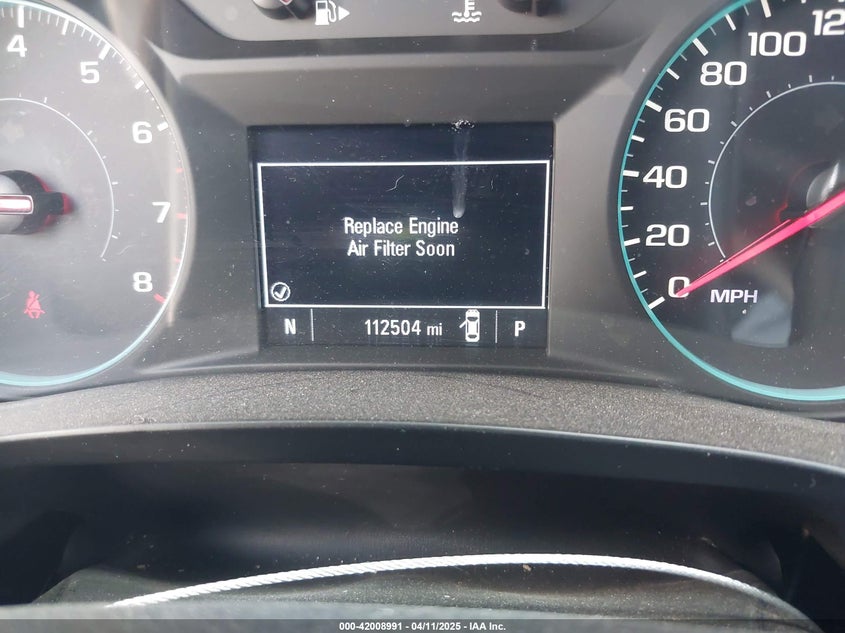 4
5
6
7
8
Replace Engine
Air Filter Soon
N 112504 mi P
100
80
60
40
20
0 MPH
000-42008991 - 04/11/2025 - IAA Inc.